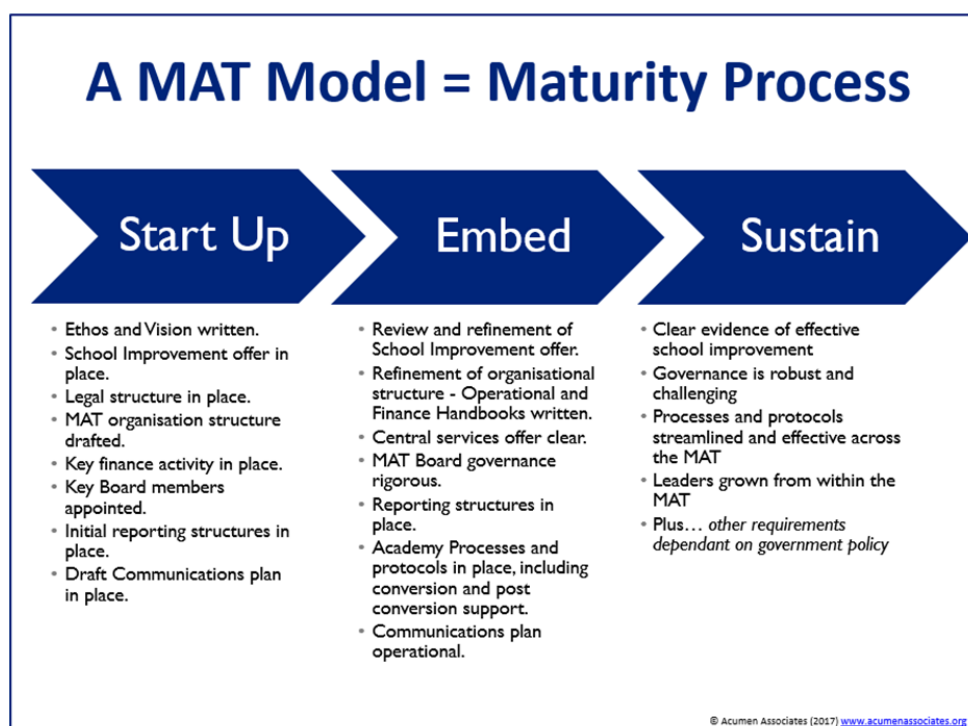 A MAT Model = Maturity Process
Start Up
• Ethos and Vision written.
• School Improvement offer in
place.
• Legal structure in place.
• MAT organisation structure
drafted.
• Key finance activity in place.
• Key Board members
appointed.
• Initial reporting structures in
place.
• Draft Communications plan
in place.
Embed
• Review and refinement of
School Improvement offer.
• Refinement of organisational
structure - Operational and
Finance Handbooks written.
• Central services offer clear.
• MAT Board governance
rigorous.
• Reporting structures in
place.
• Academy Processes and
protocols in place, including
conversion and post
conversion support.
• Communications plan
operational.
Sustain
• Clear evidence of effective
school improvement
• Governance is robust and
challenging
• Processes and protocols
streamlined and effective across
the MAT
• Leaders grown from within the
MAT
• Plus… other requirements
dependant on government policy
© Acumen Associates (2017) www.acumenassociates.org